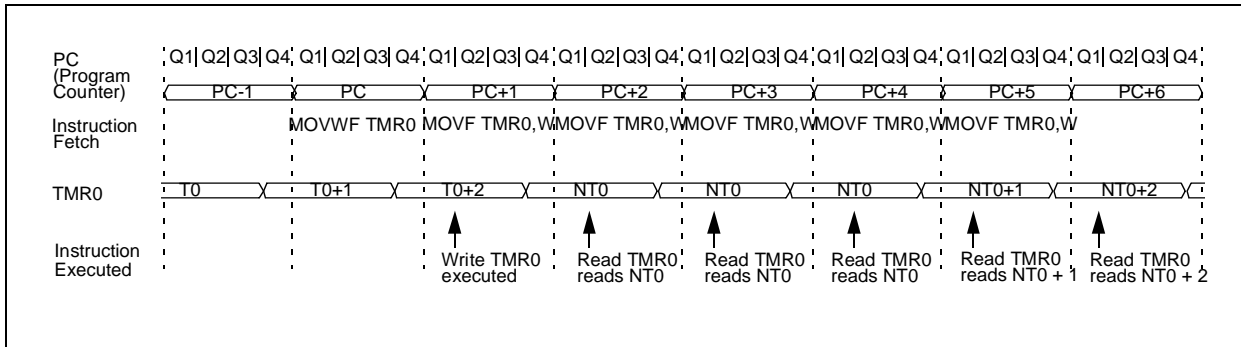 PC
(Program
Counter)
Q1 Q2 Q3 Q4 Q1 Q2 Q3 Q4 Q1 Q2 Q3 Q4 Q1 Q2 Q3 Q4 Q1 Q2 Q3 Q4 Q1 Q2 Q3 Q4 Q1 Q2 Q3 Q4 Q1 Q2 Q3 Q4
PC-1 PC PC+1 PC+2 PC+3 PC+4 PC+5 PC+6
Instruction
Fetch
MOVWF TMR0 MOVF TMR0,W MOVF TMR0,W MOVF TMR0,W MOVF TMR0,W MOVF TMR0,W
TMR0
T0 T0+1 T0+2 NT0 NT0 NT0 NT0+1 NT0+2
Instruction
Executed
Write TMR0
executed
Read TMR0
reads NT0
Read TMR0
reads NT0
Read TMR0
reads NT0
Read TMR0
reads NT0 + 1
Read TMR0
reads NT0 + 2